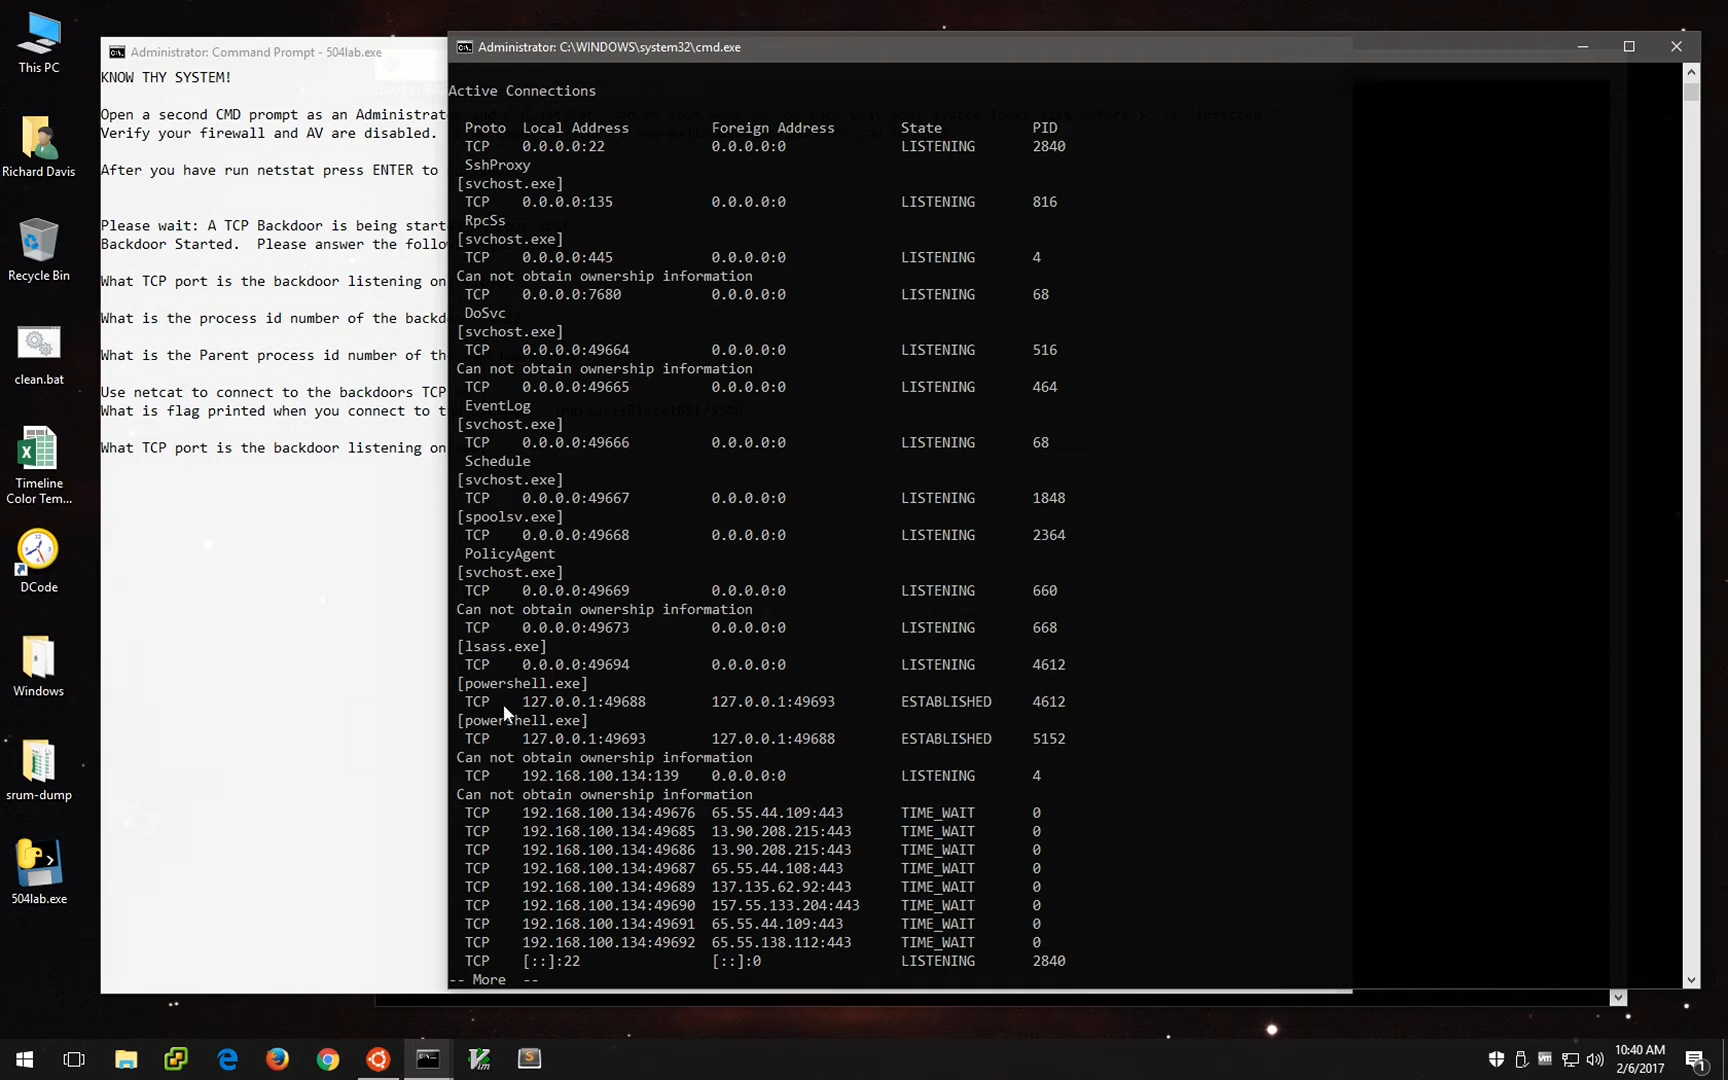 This PC
Richard Davis
Recycle Bin
clean.bat
Timeline
Color Tem...
DCode
Windows
srum-dump
504lab.exe
Administrator: Command Prompt - 504lab.exe
KNOW THY SYSTEM!
Open a second CMD prompt as an Administrat
Verify your firewall and AV are disabled.
After you have run netstat press ENTER to
Please wait: A TCP Backdoor is being start
Backdoor Started.  Please answer the follo
What TCP port is the backdoor listening on
What is the process id number of the backd
What is the Parent process id number of the
Use netcat to connect to the backdoors TCP
What is flag printed when you connect to t
What TCP port is the backdoor listening on
Administrator: C:\WINDOWS\system32\cmd.exe
Active Connections
Proto  Local Address          Foreign Address        State           PID
TCP    0.0.0.0:22             0.0.0.0:0              LISTENING       2840
SshProxy
[svchost.exe]
TCP    0.0.0.0:135            0.0.0.0:0              LISTENING       816
RpcSs
[svchost.exe]
TCP    0.0.0.0:445            0.0.0.0:0              LISTENING       4
Can not obtain ownership information
TCP    0.0.0.0:7680           0.0.0.0:0              LISTENING       68
DoSvc
[svchost.exe]
TCP    0.0.0.0:49664          0.0.0.0:0              LISTENING       516
Can not obtain ownership information
TCP    0.0.0.0:49665          0.0.0.0:0              LISTENING       464
EventLog
[svchost.exe]
TCP    0.0.0.0:49666          0.0.0.0:0              LISTENING       68
Schedule
[svchost.exe]
TCP    0.0.0.0:49667          0.0.0.0:0              LISTENING       1848
[spoolsv.exe]
TCP    0.0.0.0:49668          0.0.0.0:0              LISTENING       2364
PolicyAgent
[svchost.exe]
TCP    0.0.0.0:49669          0.0.0.0:0              LISTENING       660
Can not obtain ownership information
TCP    0.0.0.0:49673          0.0.0.0:0              LISTENING       668
[lsass.exe]
TCP    0.0.0.0:49694          0.0.0.0:0              LISTENING       4612
[powershell.exe]
TCP    127.0.0.1:49688        127.0.0.1:49693        ESTABLISHED     4612
[powershell.exe]
TCP    127.0.0.1:49693        127.0.0.1:49688        ESTABLISHED     5152
Can not obtain ownership information
TCP    192.168.100.134:139    0.0.0.0:0              LISTENING       4
Can not obtain ownership information
TCP    192.168.100.134:49676  65.55.44.109:443       TIME_WAIT       0
TCP    192.168.100.134:49685  13.90.208.215:443      TIME_WAIT       0
TCP    192.168.100.134:49686  13.90.208.215:443      TIME_WAIT       0
TCP    192.168.100.134:49687  65.55.44.108:443       TIME_WAIT       0
TCP    192.168.100.134:49689  137.135.62.92:443      TIME_WAIT       0
TCP    192.168.100.134:49690  157.55.133.204:443     TIME_WAIT       0
TCP    192.168.100.134:49691  65.55.44.109:443       TIME_WAIT       0
TCP    192.168.100.134:49692  65.55.138.112:443      TIME_WAIT       0
TCP    [::]:22                [::]:0                 LISTENING       2840
-- More  --
10:40 AM
2/6/2017